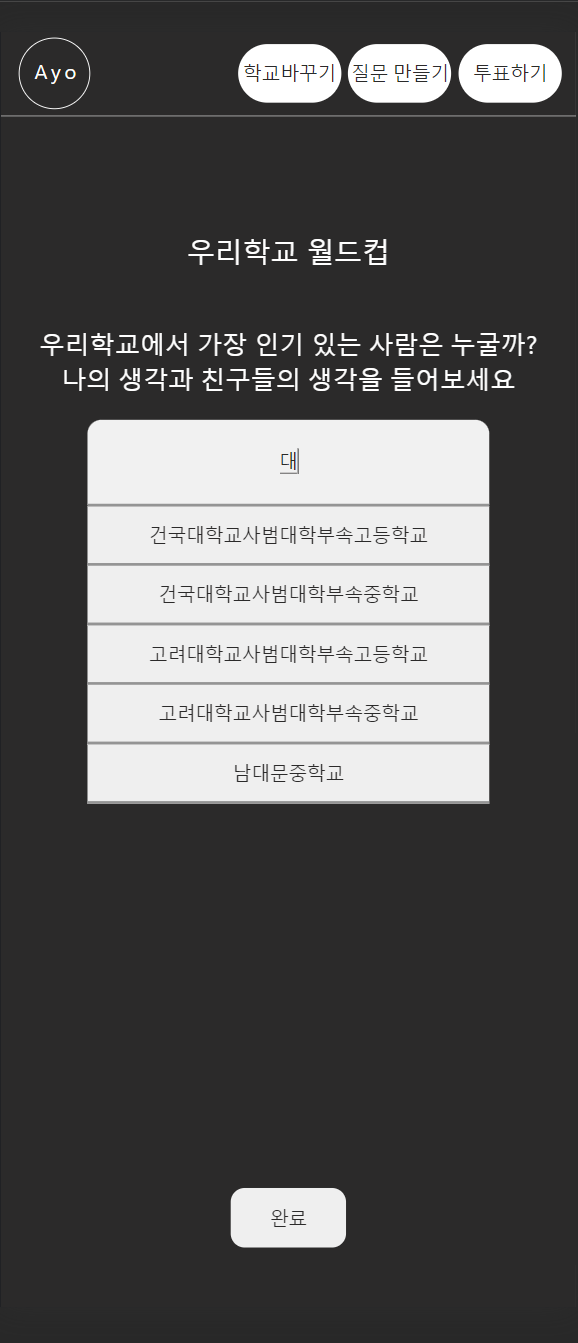 Ayo
학교바꾸기
질문 만들기
투표하기
우리학교 월드컵
우리학교에서 가장 인기 있는 사람은 누굴까?
나의 생각과 친구들의 생각을 들어보세요
대
건국대학교사범대학부속고등학교
건국대학교사범대학부속중학교
고려대학교사범대학부속고등학교
고려대학교사범대학부속중학교
남대문중학교
완료